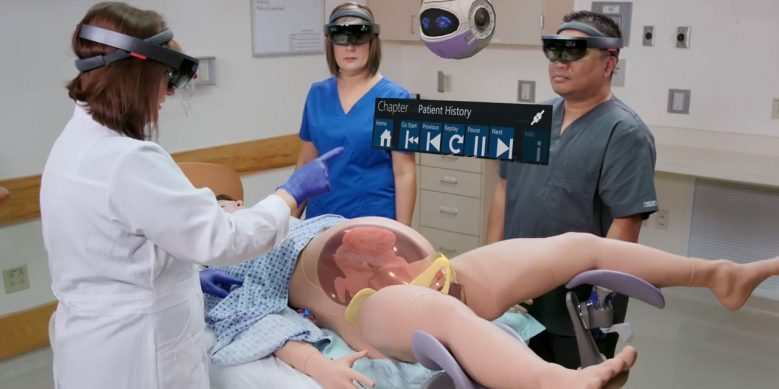 Chapter Patient History
Home Go Start Previous Replay Pause Next Info